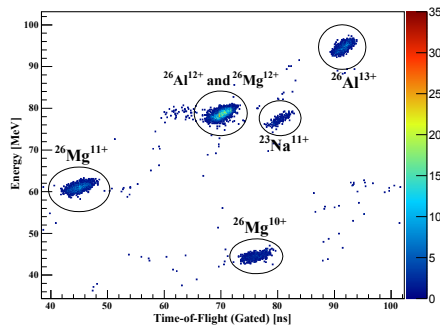 100
90
80
70
60
50
40
Energy [MeV]
²⁶Al¹³⁺
²⁶Al¹²⁺ and ²⁶Mg¹²⁺
²³Na¹¹⁺
²⁶Mg¹¹⁺
²⁶Mg¹⁰⁺
40 50 60 70 80 90 100
Time-of-Flight (Gated) [ns]
35
30
25
20
15
10
5
0